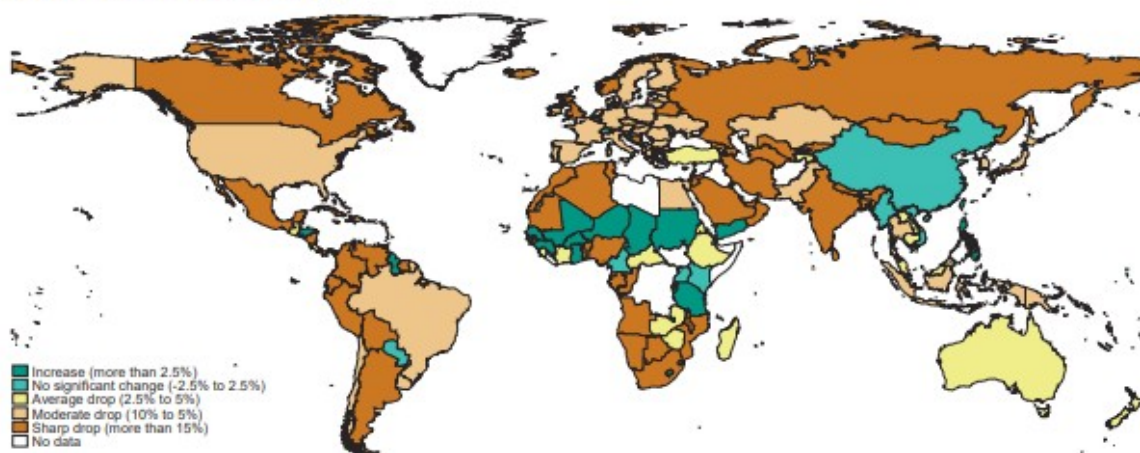 Increase (more than 2.5%)
No significant change (-2.5% to 2.5%)
Average drop (2.5% to 5%)
Moderate drop (10% to 5%)
Sharp drop (more than 15%)
No data